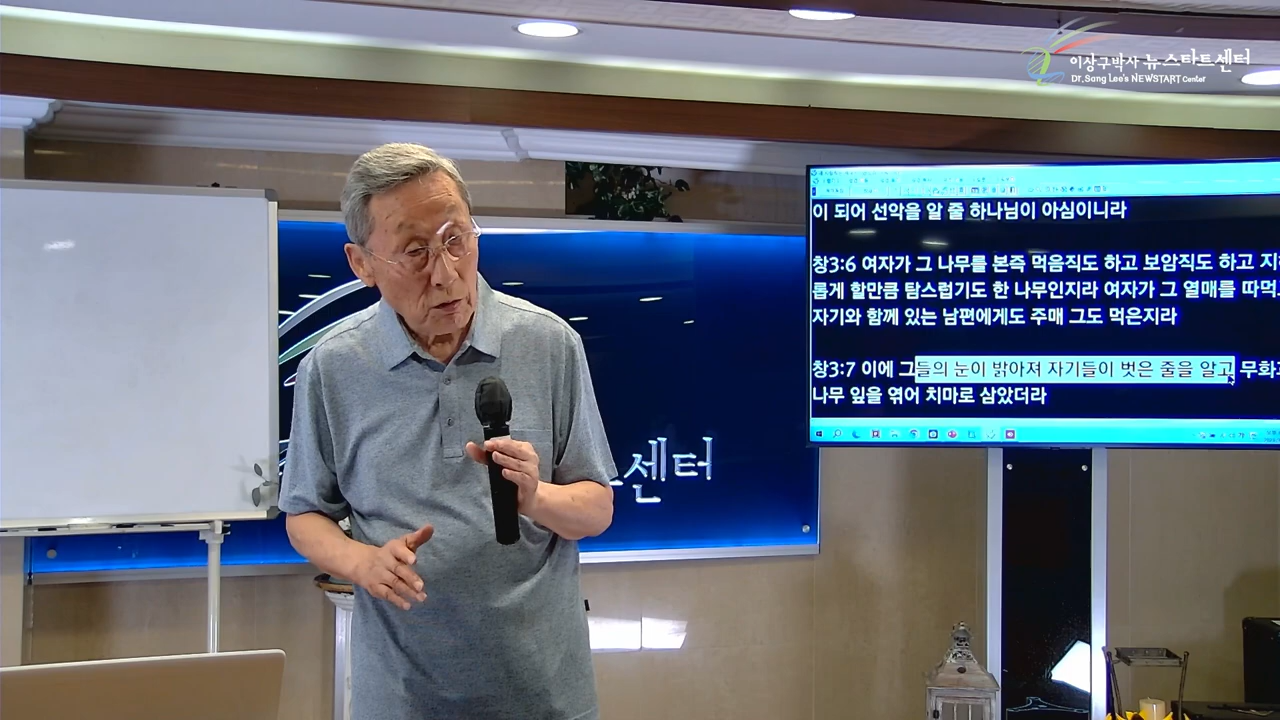 이상구박사 뉴스타트센터
Dr. Sang Lee's NEWSTART Center
이 되어 선악을 알 줄 하나님이 아심이니라
창3:6 여자가 그 나무를 본즉 먹음직도 하고 보암직도 하고
롭게 할만큼 탐스럽기도 한 나무인지라 여자가 그 열매를 따먹
자기와 함께 있는 남편에게도 주매 그도 먹은지라
창3:7 이에 그들의 눈이 밝아져 자기들이 벗은 줄을 알고 무화
나무 잎을 엮어 치마로 삼았더라
센터